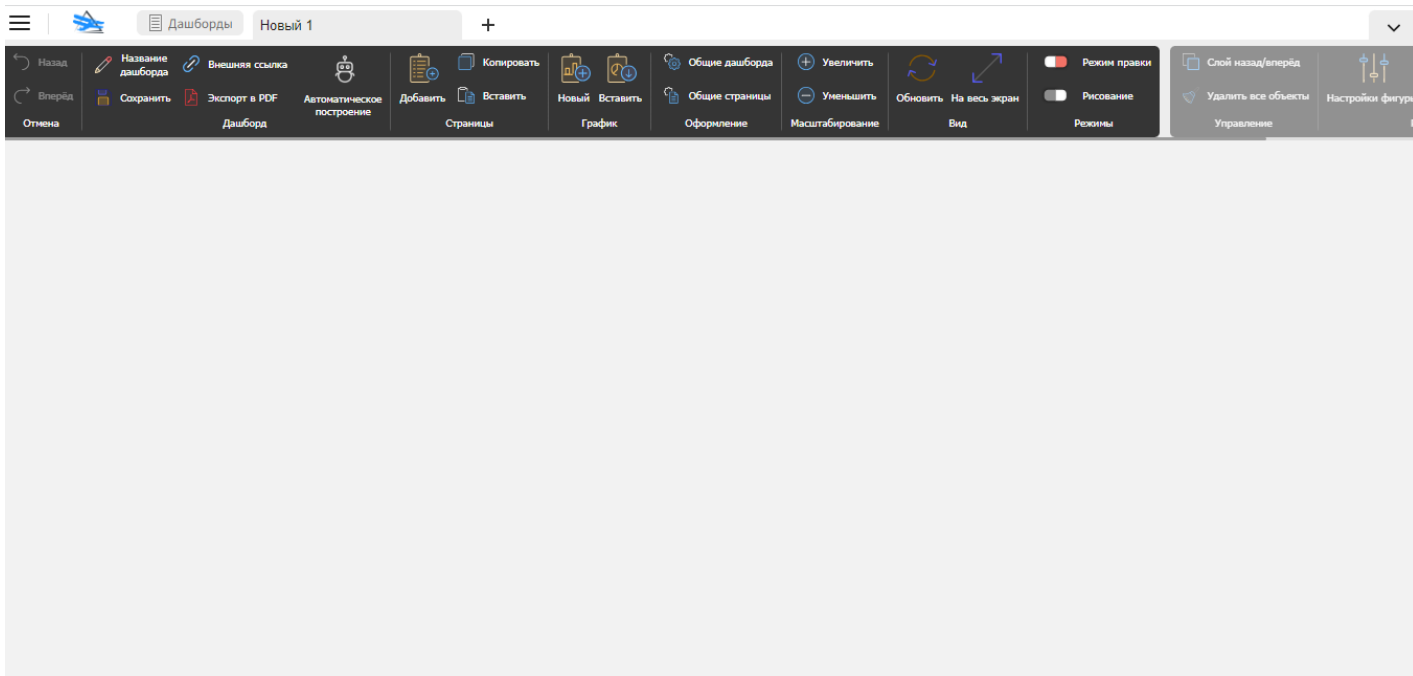 Дашборды
Новый 1
Назад
Вперёд
Отмена
Название
дашборда
Сохранить
Внешняя ссылка
Экспорт в PDF
Автоматическое
построение
Дашборд
Добавить
Копировать
Вставить
Страницы
Новый
Вставить
График
Общие дашборда
Общие страницы
Оформление
Увеличить
Уменьшить
Масштабирование
Обновить
На весь экран
Вид
Режим правки
Рисование
Режимы
Слой назад/вперёд
Удалить все объекты
Управление
Настройки фигуры